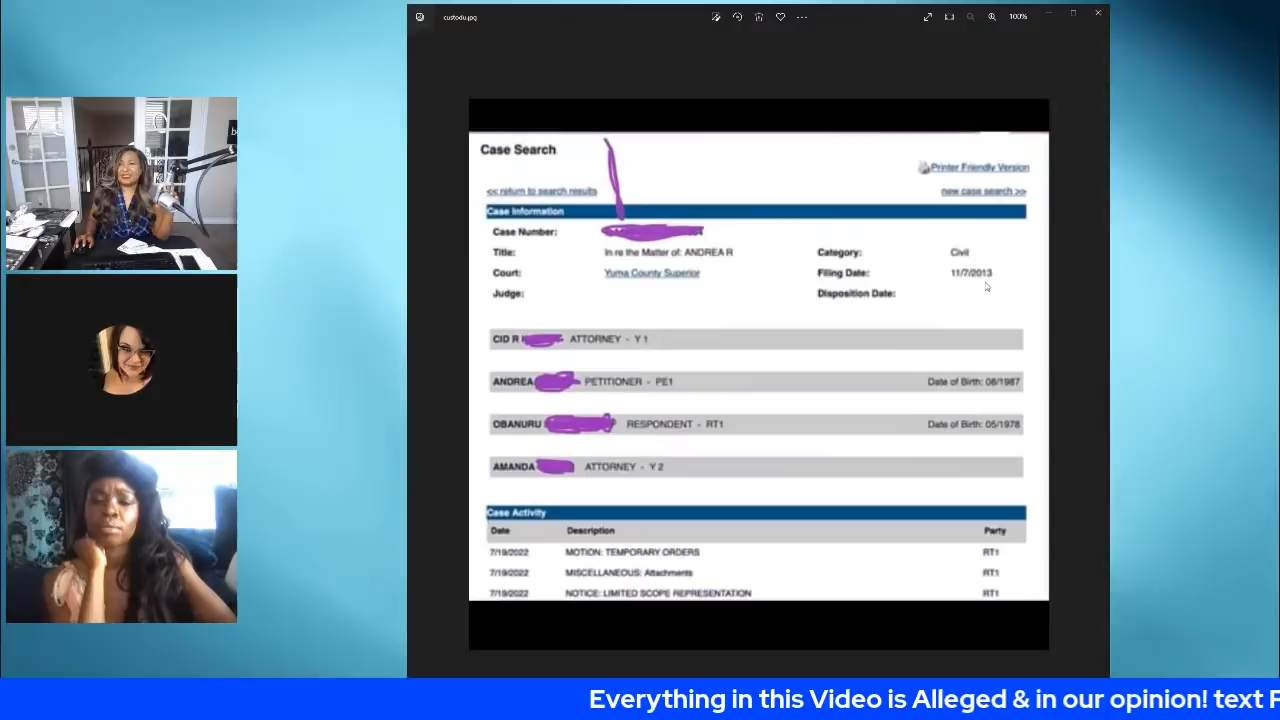 custodu.jpg
100%
Case Search
Printer Friendly Version
<< return to search results
new case search >>
Case Information
Case Number:
Title: In re the Matter of: ANDREA R Category: Civil
Court: Yuma County Superior Filing Date: 11/7/2013
Judge: Disposition Date:
CID R ATTORNEY - Y 1
ANDREA PETITIONER - PE1 Date of Birth: 08/1987
OBANURU RESPONDENT - RT1 Date of Birth: 05/1978
AMANDA ATTORNEY - Y 2
Case Activity
Date Description Party
7/19/2022 MOTION: TEMPORARY ORDERS RT1
7/19/2022 MISCELLANEOUS: Attachments RT1
7/19/2022 NOTICE: LIMITED SCOPE REPRESENTATION RT1
Everything in this Video is Alleged & in our opinion! text